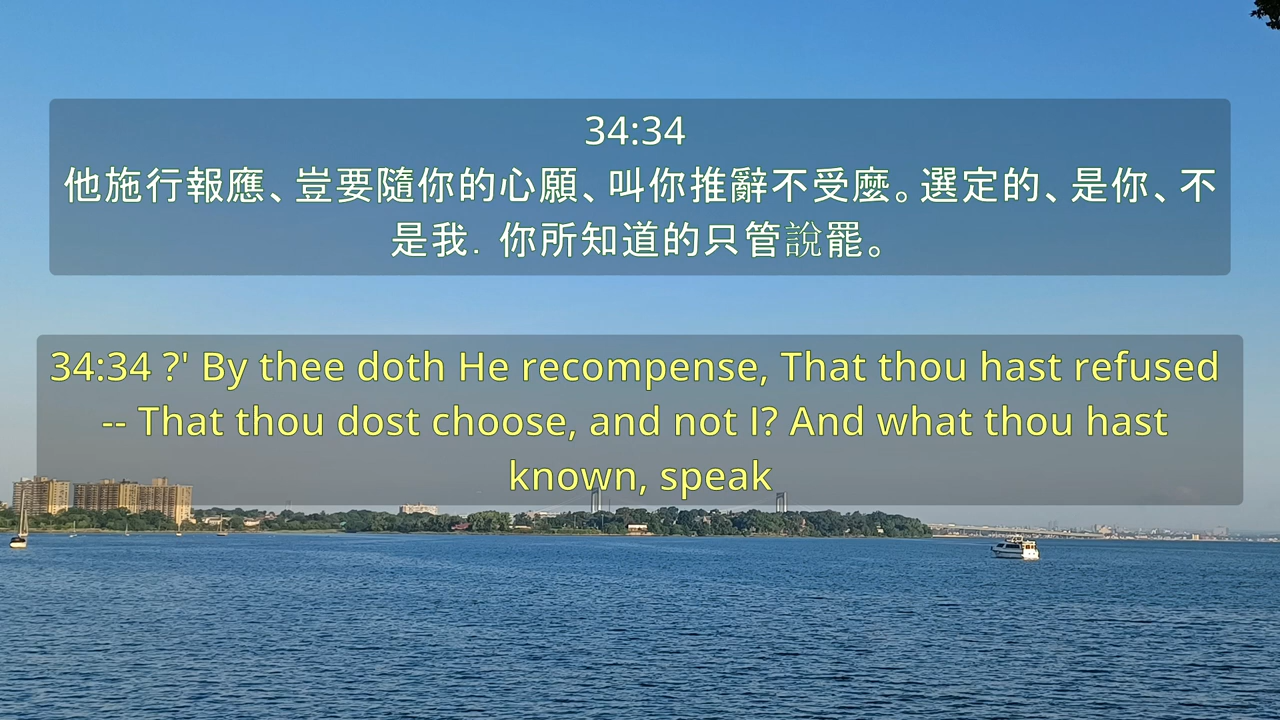 34:34
他施行報應、豈要隨你的心願、叫你推辭不受麼。選定的、是你、不
是我．你所知道的只管說罷。
34:34 ?' By thee doth He recompense, That thou hast refused
-- That thou dost choose, and not I? And what thou hast
known, speak